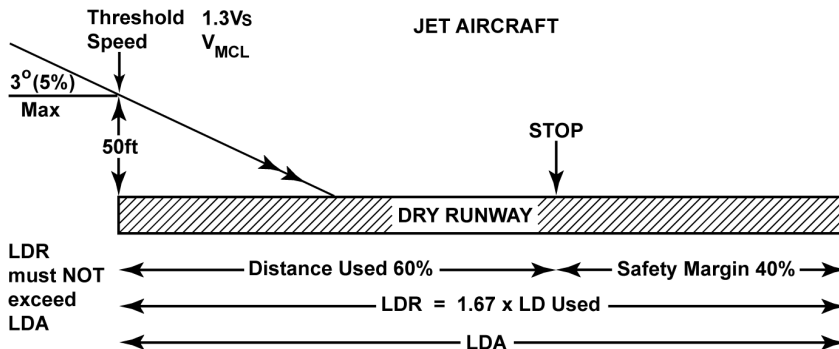 Threshold 1.3Vs
Speed VMCL
JET AIRCRAFT
3°(5%)
Max
50ft
STOP
DRY RUNWAY
LDR
must NOT
exceed
LDA
Distance Used 60%
Safety Margin 40%
LDR = 1.67 x LD Used
LDA